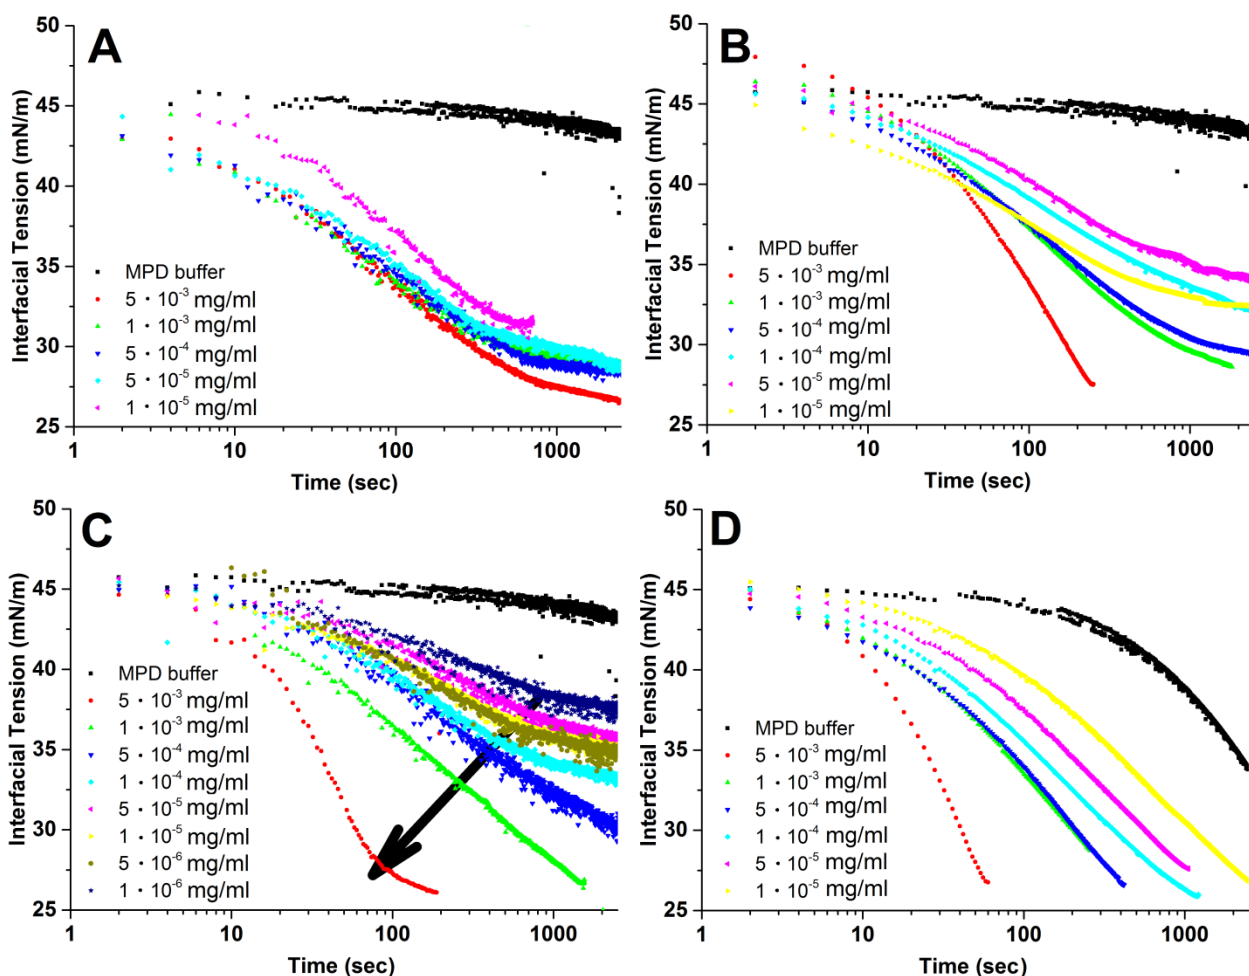 A
Interfacial Tension (mN/m)
50
45
40
35
30
25
MPD buffer
5 · 10⁻³ mg/ml
1 · 10⁻³ mg/ml
5 · 10⁻⁴ mg/ml
5 · 10⁻⁵ mg/ml
1 · 10⁻⁵ mg/ml
1 10 100 1000
Time (sec)
B
Interfacial Tension (mN/m)
50
45
40
35
30
25
MPD buffer
5 · 10⁻³ mg/ml
1 · 10⁻³ mg/ml
5 · 10⁻⁴ mg/ml
1 · 10⁻⁴ mg/ml
5 · 10⁻⁵ mg/ml
1 · 10⁻⁵ mg/ml
1 10 100 1000
Time (sec)
C
Interfacial Tension (mN/m)
50
45
40
35
30
25
MPD buffer
5 · 10⁻³ mg/ml
1 · 10⁻³ mg/ml
5 · 10⁻⁴ mg/ml
1 · 10⁻⁴ mg/ml
5 · 10⁻⁵ mg/ml
1 · 10⁻⁵ mg/ml
5 · 10⁻⁶ mg/ml
1 · 10⁻⁶ mg/ml
1 10 100 1000
Time (sec)
D
Interfacial Tension (mN/m)
50
45
40
35
30
25
MPD buffer
5 · 10⁻³ mg/ml
1 · 10⁻³ mg/ml
5 · 10⁻⁴ mg/ml
1 · 10⁻⁴ mg/ml
5 · 10⁻⁵ mg/ml
1 · 10⁻⁵ mg/ml
1 10 100 1000
Time (sec)